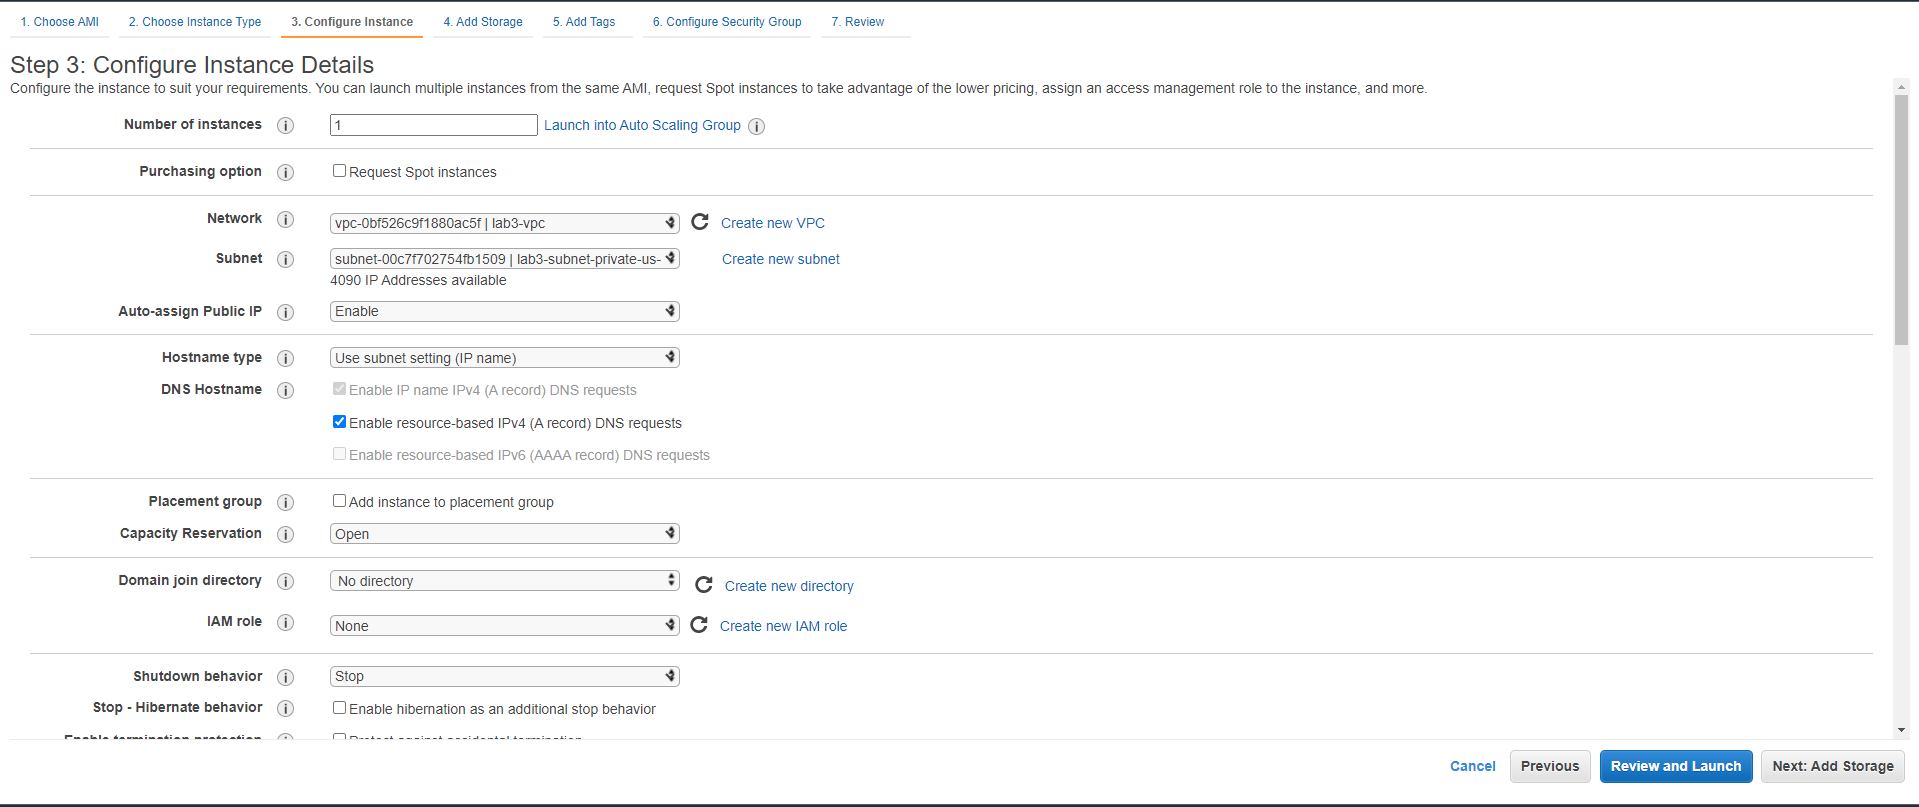 1. Choose AMI 2. Choose Instance Type 3. Configure Instance 4. Add Storage 5. Add Tags 6. Configure Security Group 7. Review
Step 3: Configure Instance Details
Configure the instance to suit your requirements. You can launch multiple instances from the same AMI, request Spot instances to take advantage of the lower pricing, assign an access management role to the instance, and more.
Number of instances i 1 Launch into Auto Scaling Group i
Purchasing option i Request Spot instances
Network i vpc-0bf526c9f1880ac5f | lab3-vpc Create new VPC
Subnet i subnet-00c7f702754fb1509 | lab3-subnet-private-us- Create new subnet
4090 IP Addresses available
Auto-assign Public IP i Enable
Hostname type i Use subnet setting (IP name)
DNS Hostname i Enable IP name IPv4 (A record) DNS requests
Enable resource-based IPv4 (A record) DNS requests
Enable resource-based IPv6 (AAAA record) DNS requests
Placement group i Add instance to placement group
Capacity Reservation i Open
Domain join directory i No directory Create new directory
IAM role i None Create new IAM role
Shutdown behavior i Stop
Stop - Hibernate behavior i Enable hibernation as an additional stop behavior
Enable termination protection i Protect against accidental termination
Cancel Previous Review and Launch Next: Add Storage